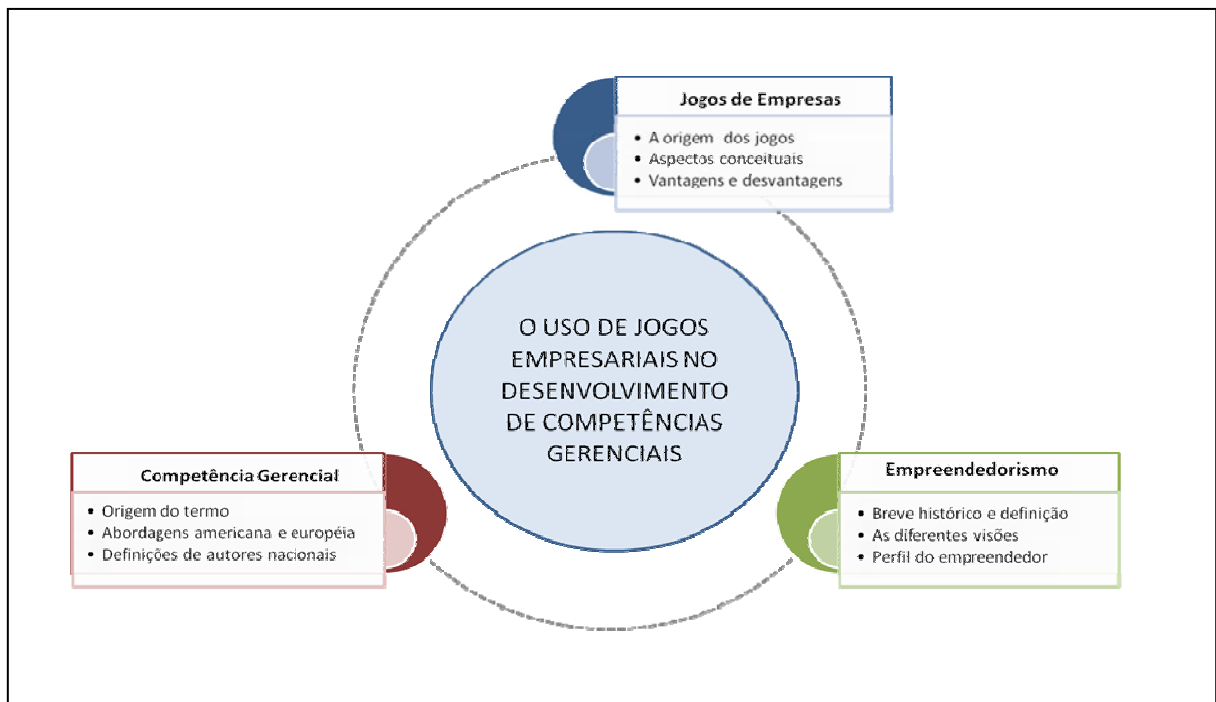 Jogos de Empresas
• A origem dos jogos
• Aspectos conceituais
• Vantagens e desvantagens
O USO DE JOGOS
EMPRESARIAIS NO
DESENVOLVIMENTO
DE COMPETÊNCIAS
GERENCIAIS
Competência Gerencial
• Origem do termo
• Abordagens americana e européia
• Definições de autores nacionais
Empreendedorismo
• Breve histórico e definição
• As diferentes visões
• Perfil do empreendedor